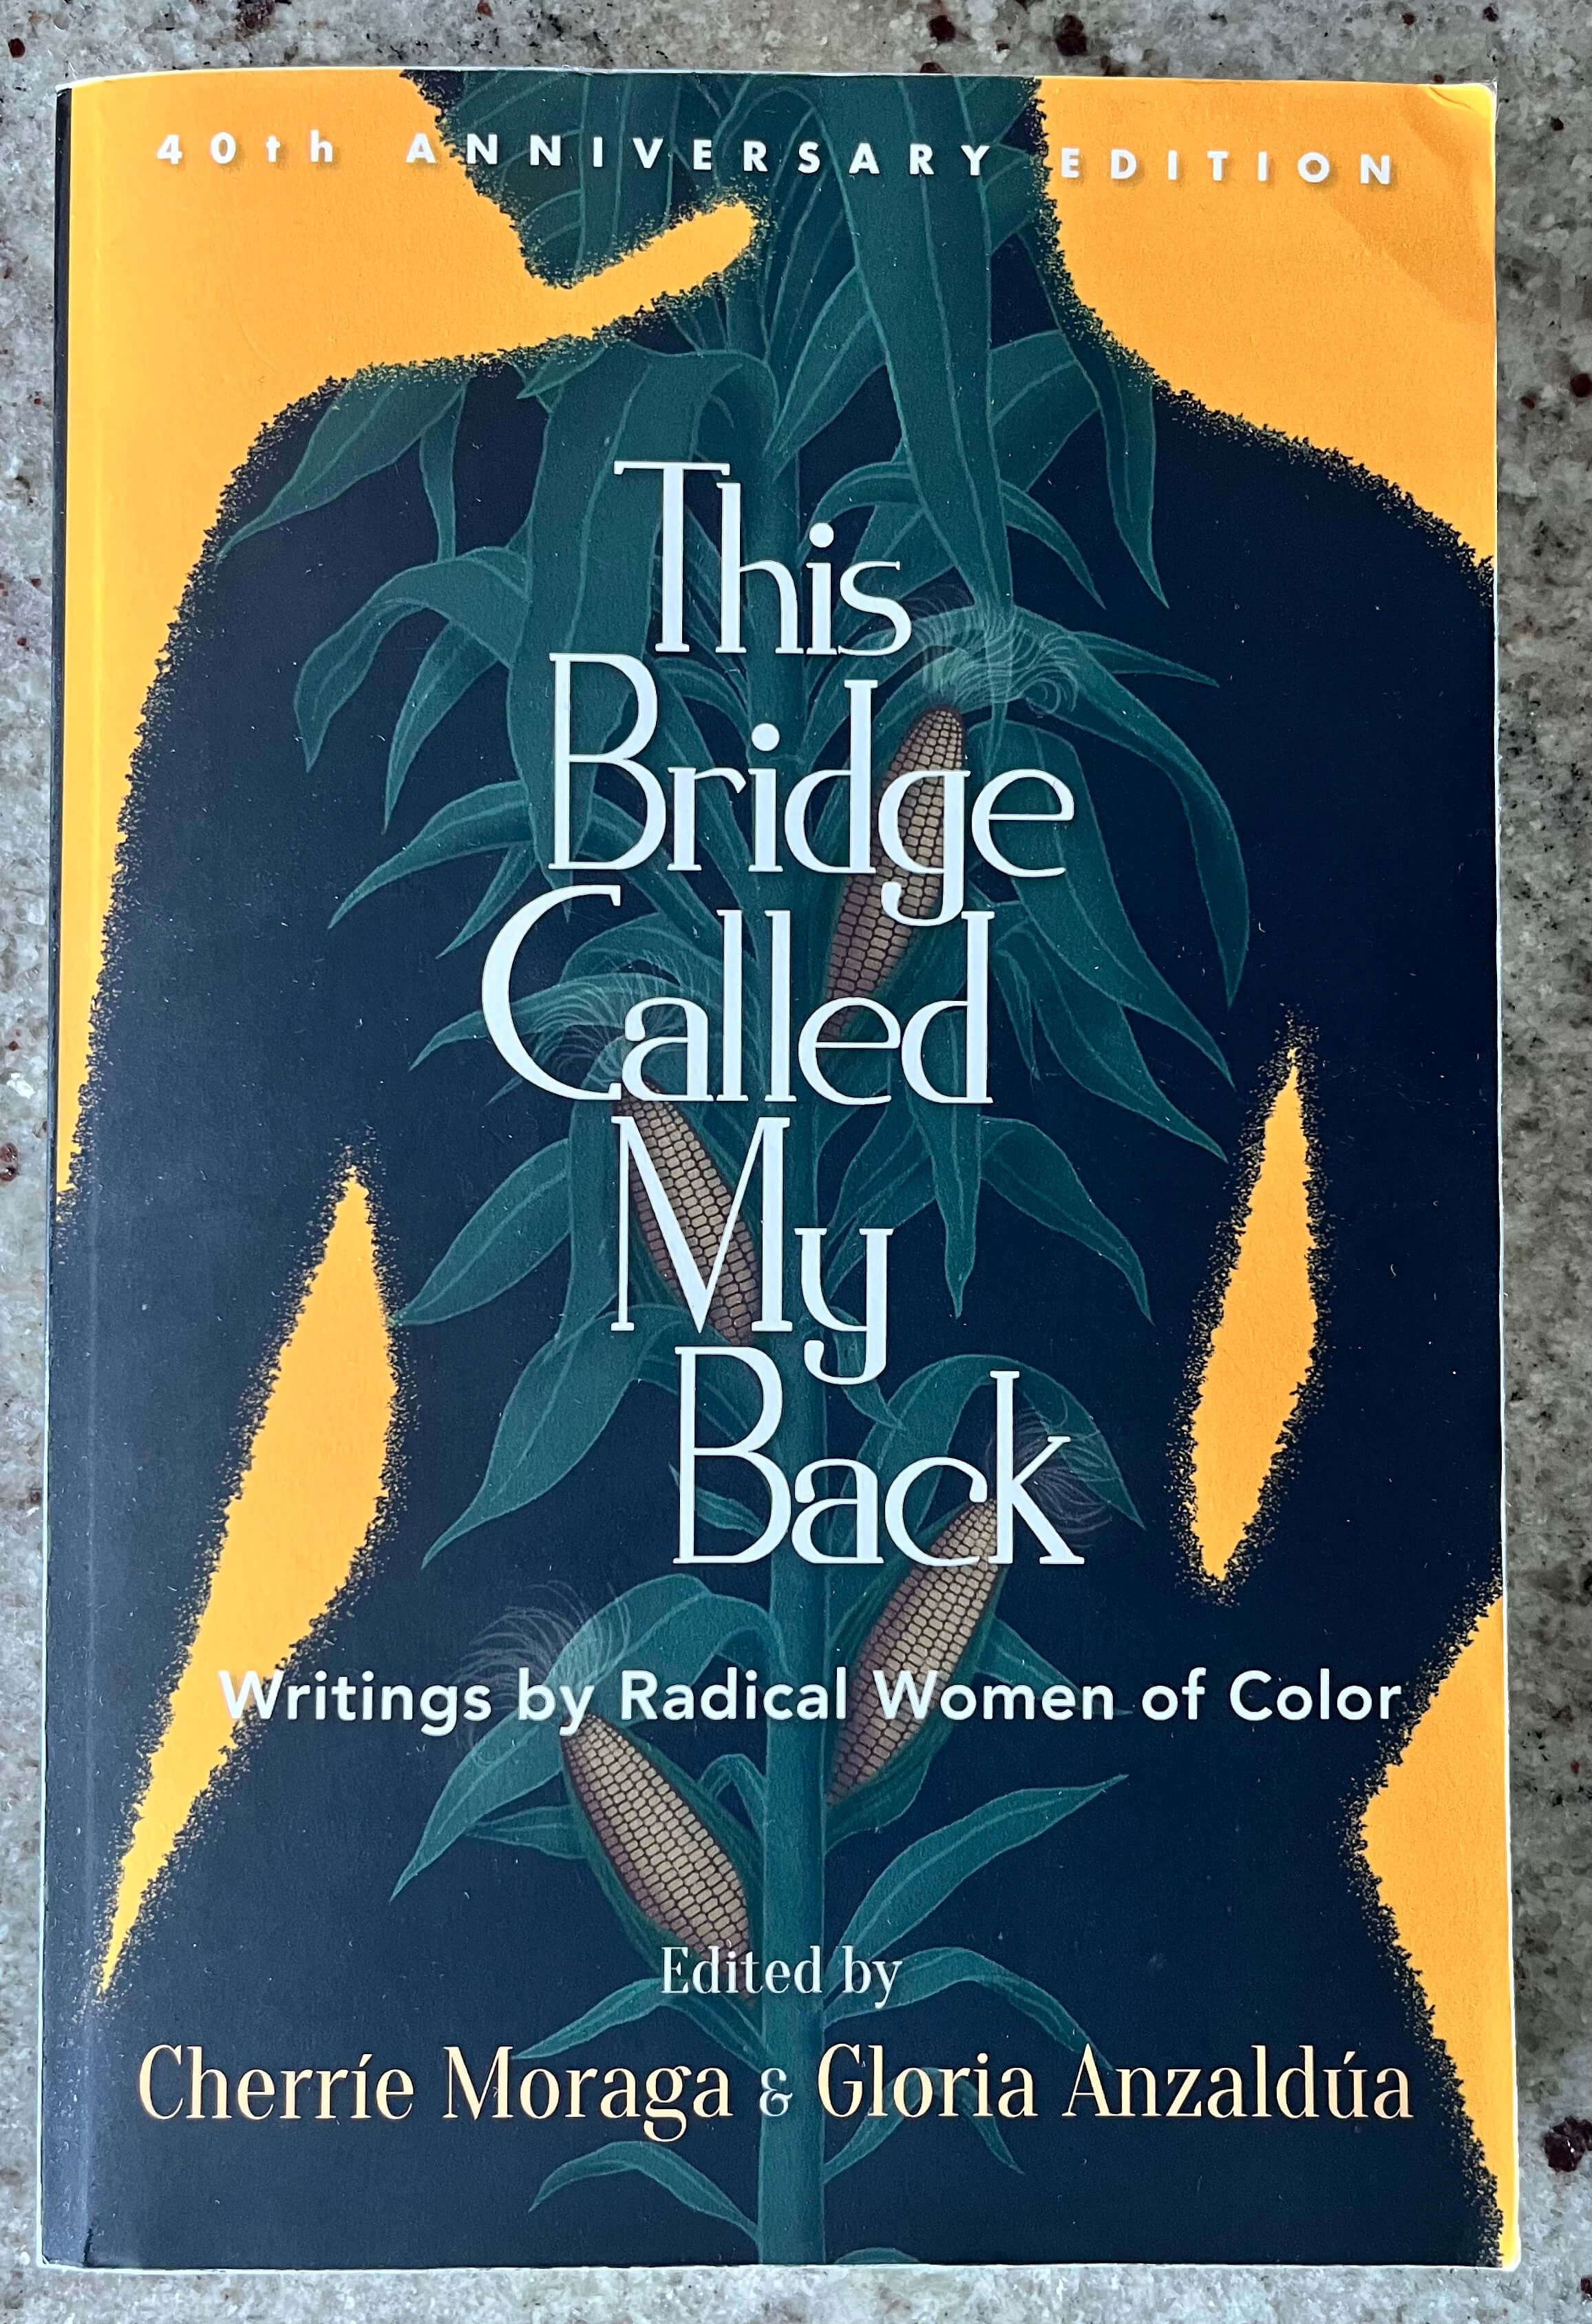 40th ANNIVERSARY EDITION
This
Bridge
Called
My
Back
Writings by Radical Women of Color
Edited by
Cherríe Moraga & Gloria Anzaldúa